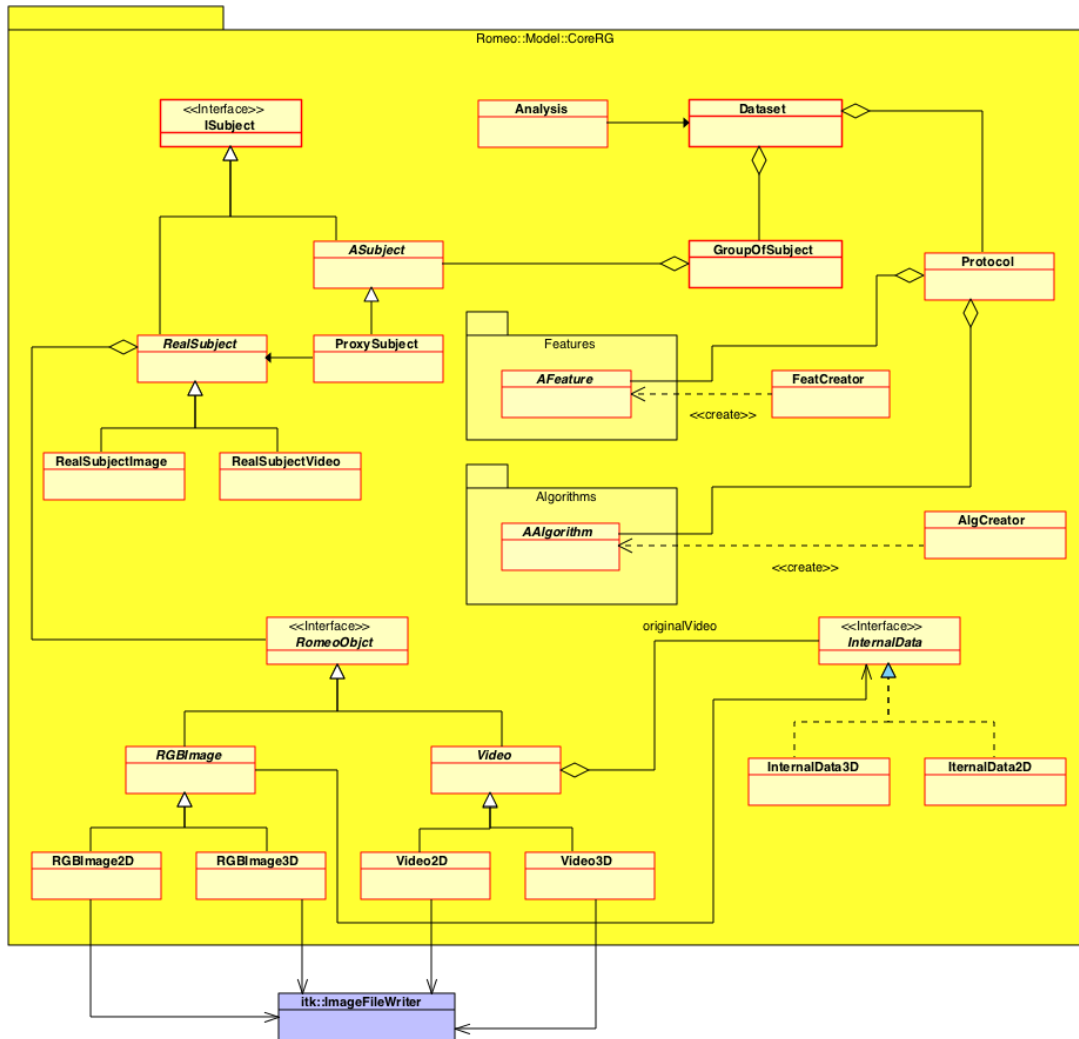 Romeo::Model::CoreRG
<<Interface>>
ISubject
Analysis
Dataset
ASubject
GroupOfSubject
Protocol
RealSubject
ProxySubject
Features
AFeature
FeatCreator
<<create>>
RealSubjectImage
RealSubjectVideo
Algorithms
AAlgorithm
AlgCreator
<<create>>
<<Interface>>
RomeoObjct
originalVideo
<<Interface>>
InternalData
RGBImage
Video
InternalData3D
IternalData2D
RGBImage2D
RGBImage3D
Video2D
Video3D
itk::ImageFileWriter